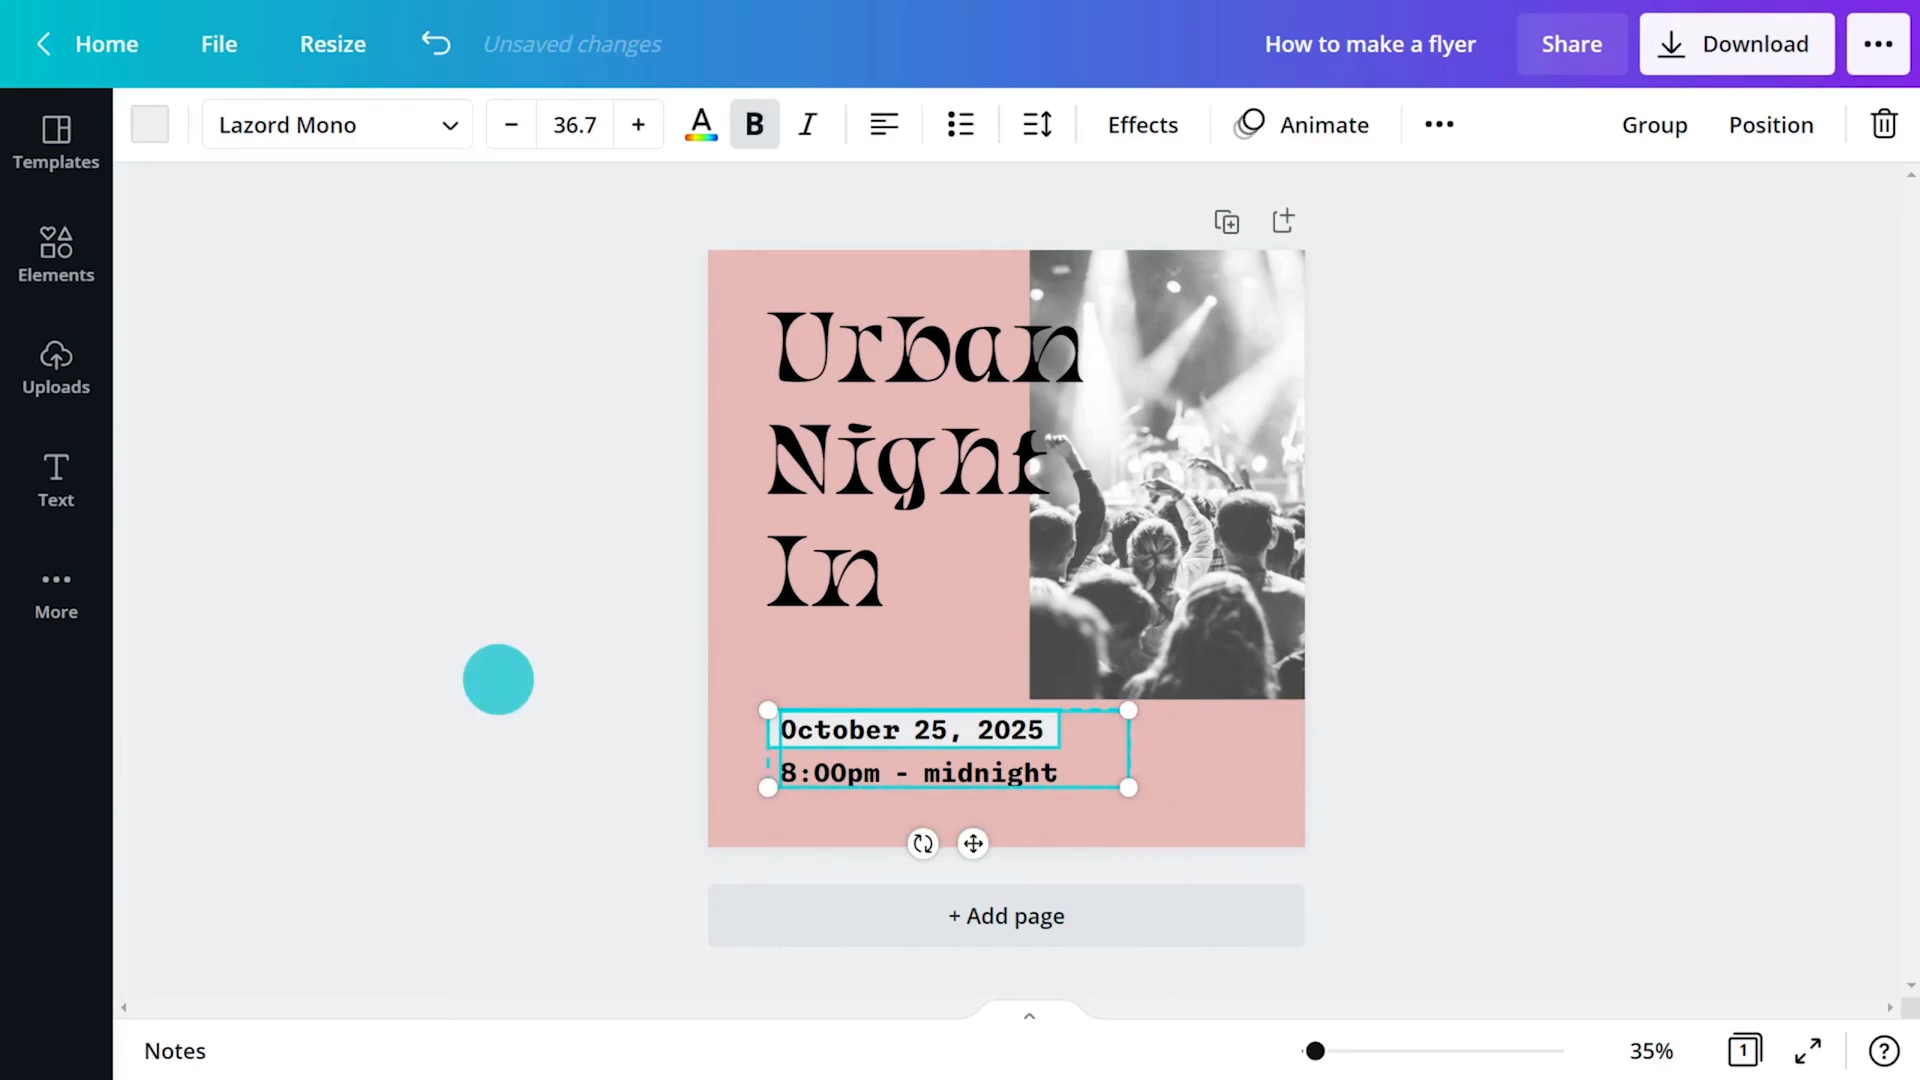 Home
File
Resize
Unsaved changes
How to make a flyer
Share
Download
Lazord Mono
36.7
A
B
I
Effects
Animate
Group
Position
Templates
Elements
Uploads
Text
More
Urban
Night
In
October 25, 2025
8:00pm - midnight
+ Add page
Notes
35%
1
?